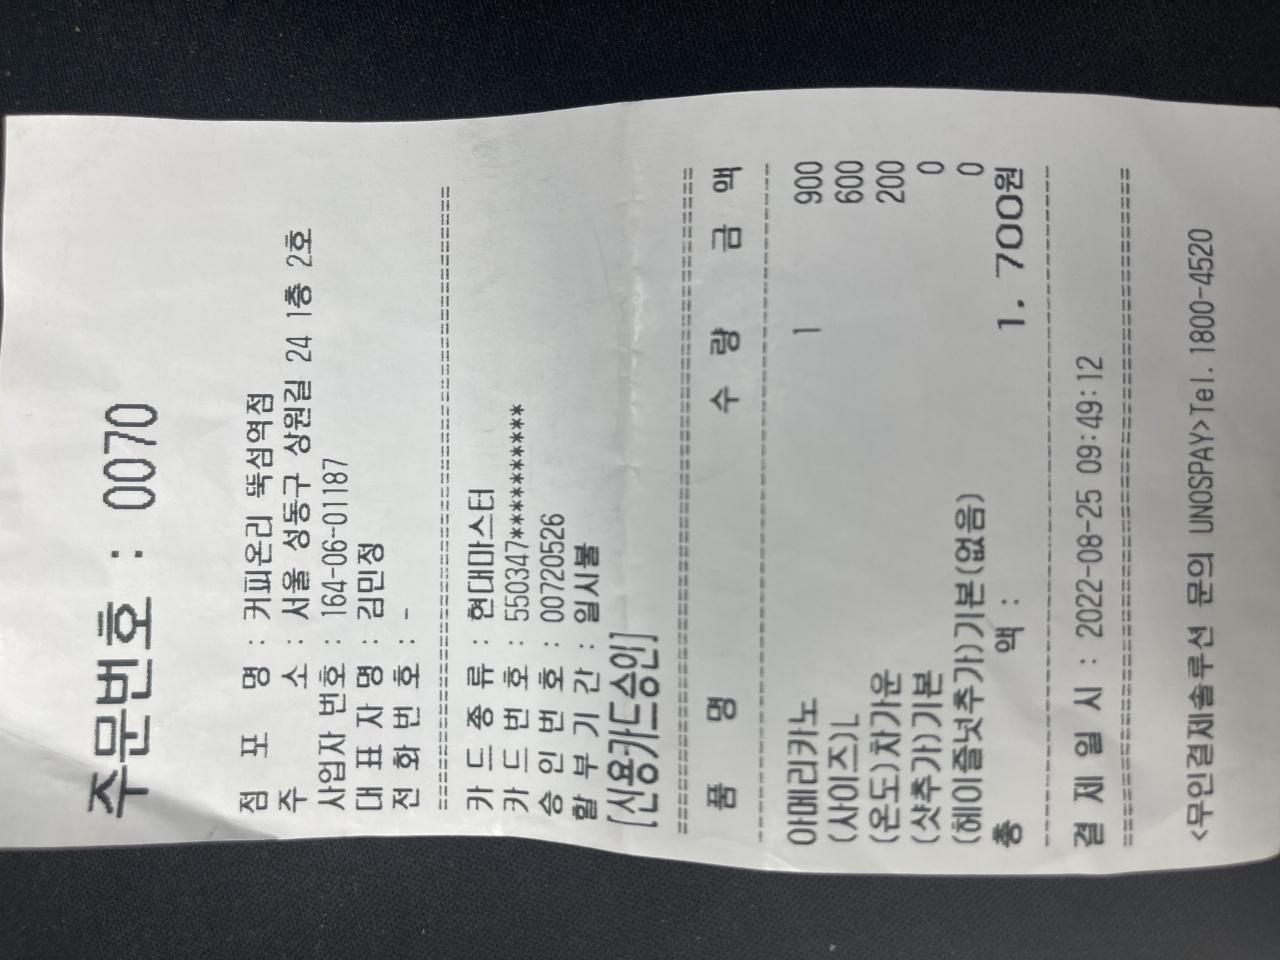 주문번호 : 0070
점 포 명 : 커피온리 뚝섬역점
주 소 : 서울 성동구 상원길 24 1층 2호
사업자 번호 : 164-06-01187
대 표 자 명 : 김민정
전 화 번 호 : -
==========================================
카 드 종 류 : 현대마스터
카 드 번 호 : 550347**********
승 인 번 호 : 00720526
할 부 기 간 : 일시불
[신용카드승인]
==========================================
품 명 수 량 금 액
------------------------------------------
아메리카노 1 900
(사이즈)L 600
(온도)차가운 200
(샷추가)기본 0
(헤이즐넛추가)기본(없음) 0
총 액 : 1,700원
------------------------------------------
결 제 일 시 : 2022-08-25 09:49:12
==========================================
<무인결제솔루션 문의 UNOSPAY>Tel.1800-4520